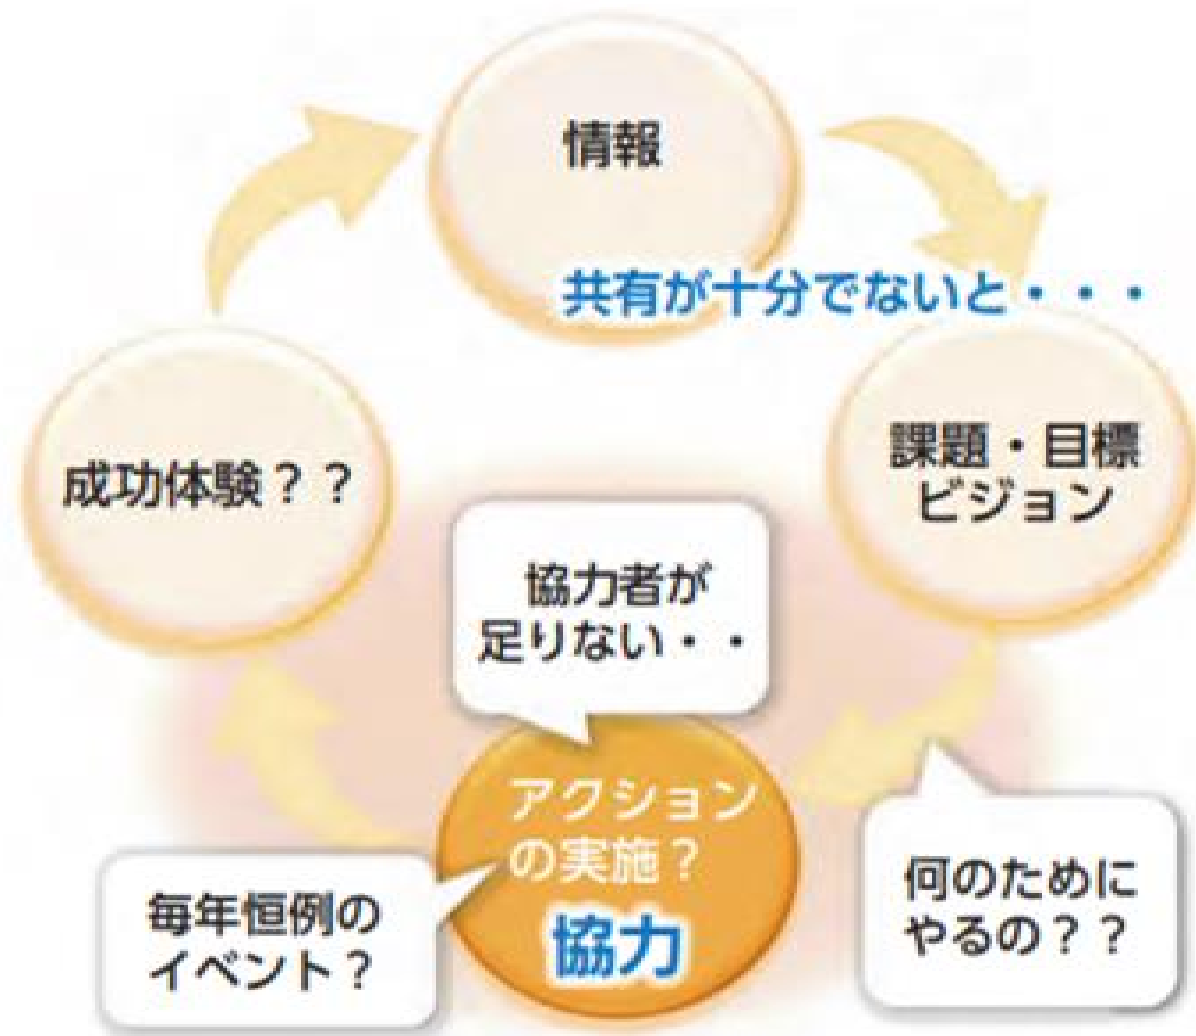 情報
共有が十分でないと・・・
課題・目標
ビジョン
成功体験？？
協力者が
足りない・・
アクション
の実施？
協力
何のために
やるの？？
毎年恒例の
イベント？